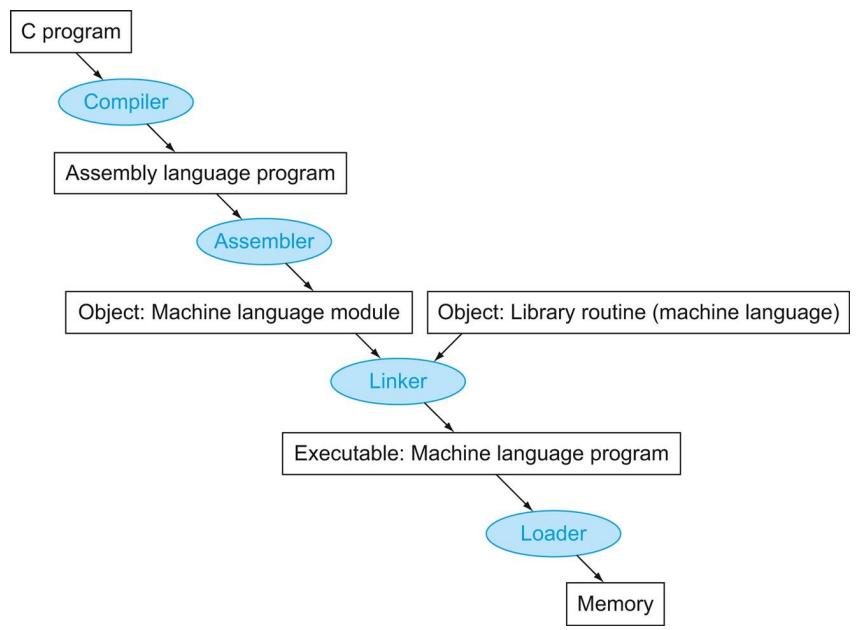 C program
Compiler
Assembly language program
Assembler
Object: Machine language module
Object: Library routine (machine language)
Linker
Executable: Machine language program
Loader
Memory